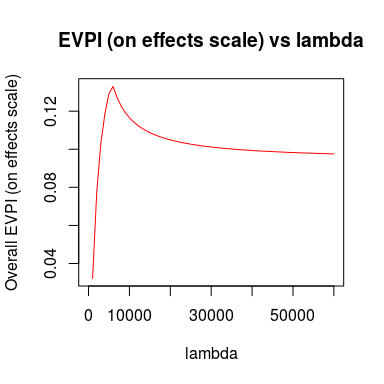 EVPI (on effects scale) vs lambda
Overall EVPI (on effects scale)
0.12
0.08
0.04
0 10000 30000 50000
lambda